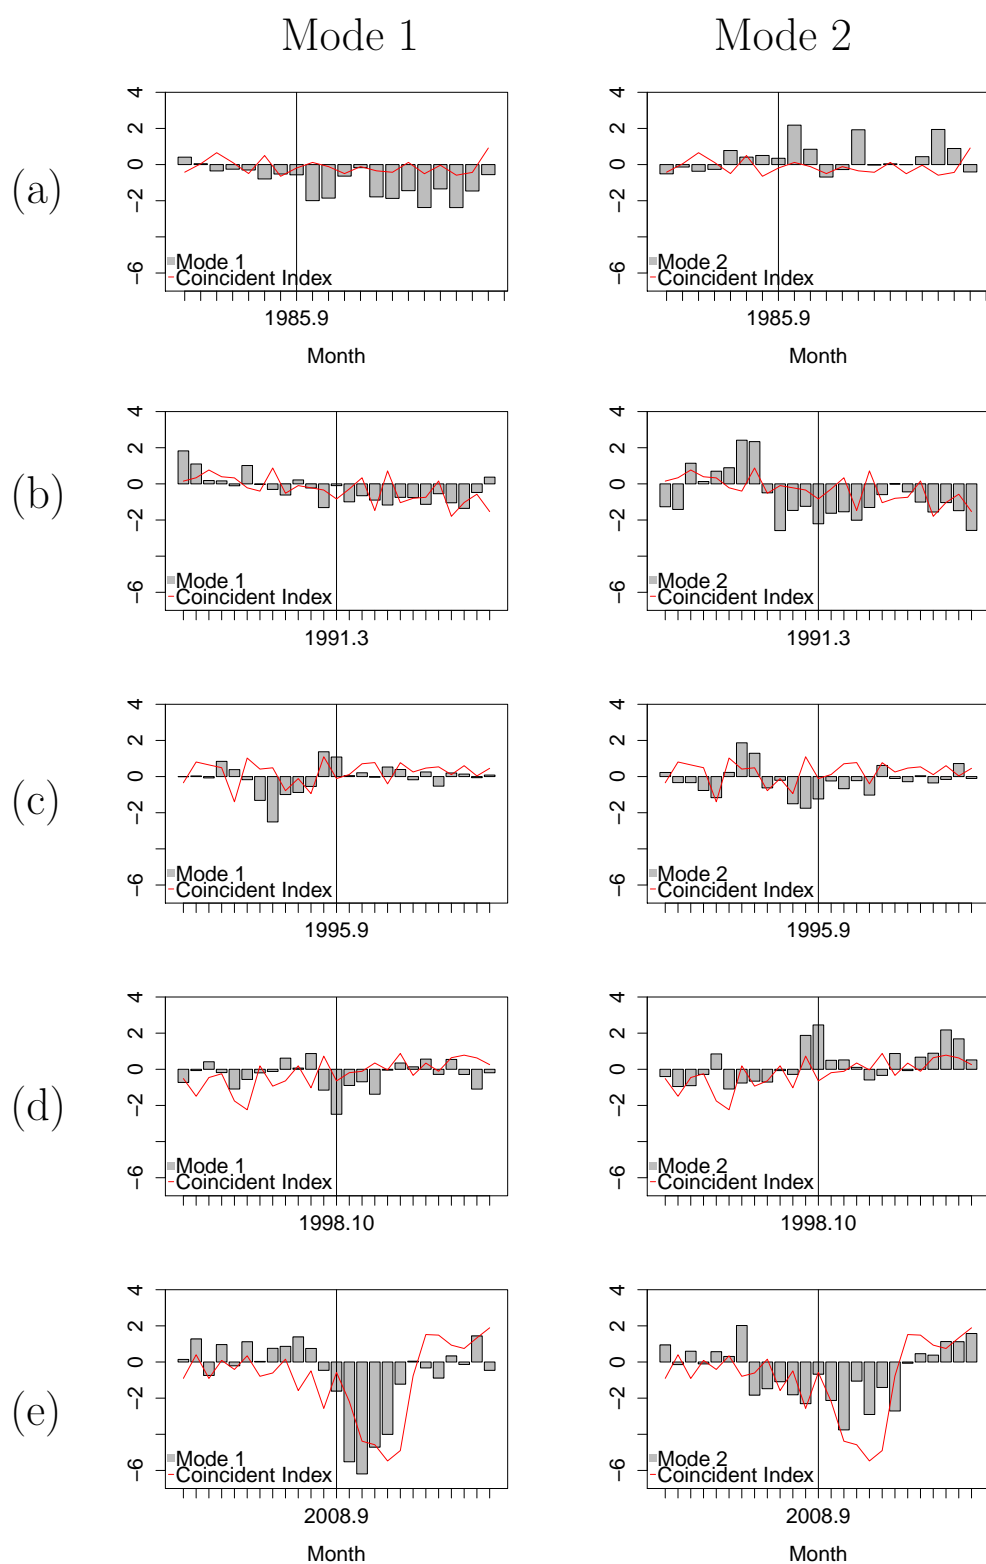 Mode 1 Mode 2
(a)
4 2 0 −2 −6
Mode 1
Coincident Index
1985.9
Month
4 2 0 −2 −6
Mode 2
Coincident Index
1985.9
Month
(b)
4 2 0 −2 −6
Mode 1
Coincident Index
1991.3
4 2 0 −2 −6
Mode 2
Coincident Index
1991.3
(c)
4 2 0 −2 −6
Mode 1
Coincident Index
1995.9
4 2 0 −2 −6
Mode 2
Coincident Index
1995.9
(d)
4 2 0 −2 −6
Mode 1
Coincident Index
1998.10
4 2 0 −2 −6
Mode 2
Coincident Index
1998.10
(e)
4 2 0 −2 −6
Mode 1
Coincident Index
2008.9
Month
4 2 0 −2 −6
Mode 2
Coincident Index
2008.9
Month